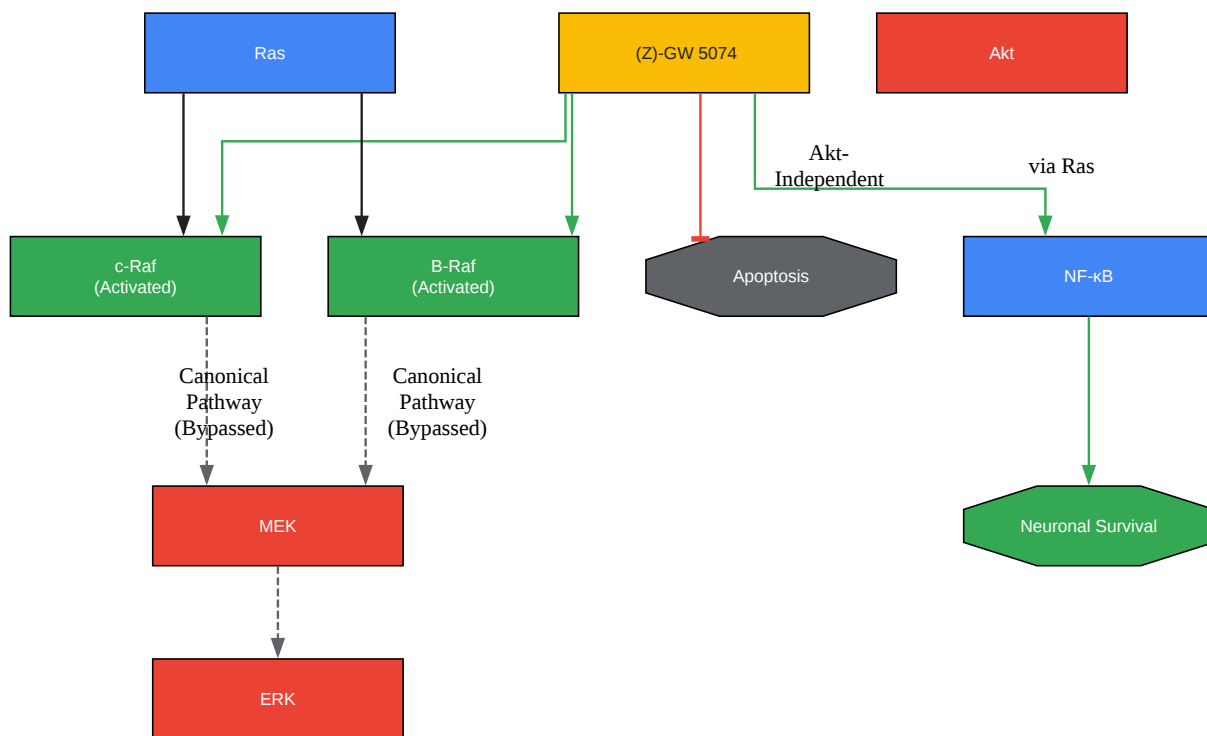 Ras
(Z)-GW 5074
Akt
Akt-
Independent
via Ras
c-Raf
(Activated)
B-Raf
(Activated)
Apoptosis
NF-κB
Canonical
Pathway
(Bypassed)
Canonical
Pathway
(Bypassed)
MEK
Neuronal Survival
ERK